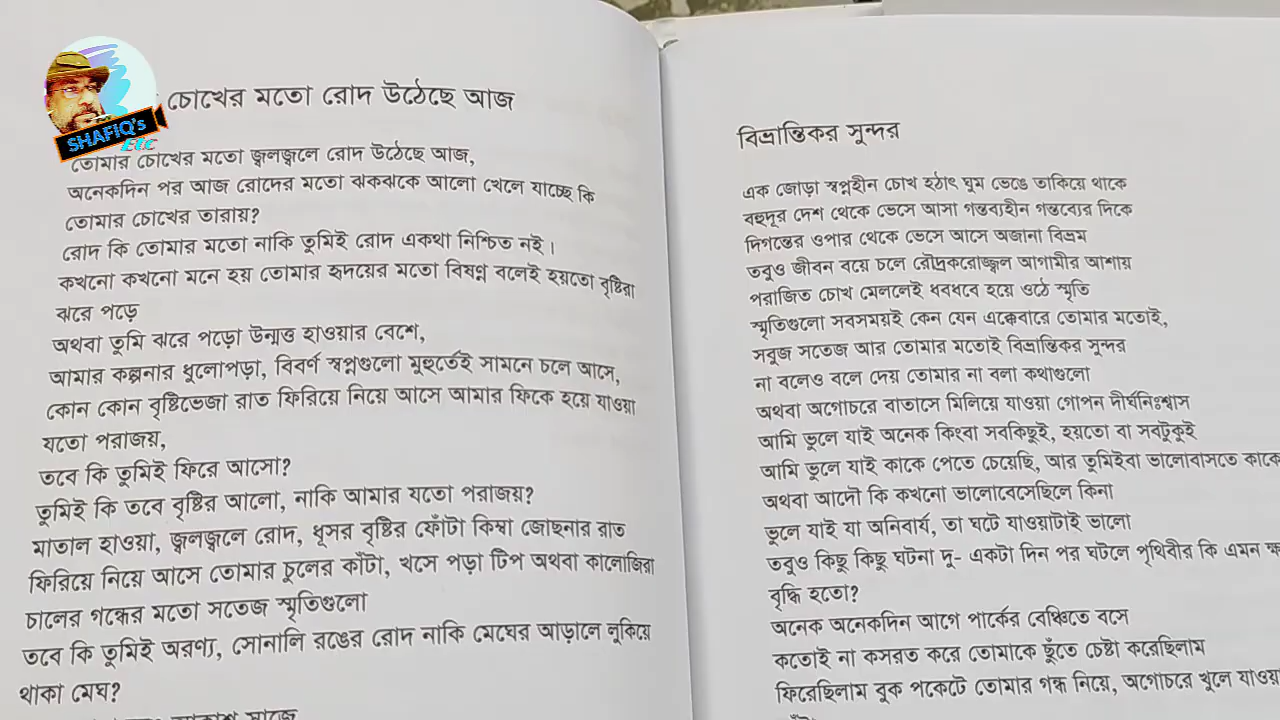 SHAFIQ's
Etc
চোখের মতো রোদ উঠেছে আজ
তোমার চোখের মতো জ্বলজ্বলে রোদ উঠেছে আজ,
অনেকদিন পর আজ রোদের মতো ঝকঝকে আলো খেলে যাচ্ছে কি
তোমার চোখের তারায়?
রোদ কি তোমার মতো নাকি তুমিই রোদ একথা নিশ্চিত নই।
কখনো কখনো মনে হয় তোমার হৃদয়ের মতো বিষণ্ণ বলেই হয়তো বৃষ্টিরা
ঝরে পড়ে
অথবা তুমি ঝরে পড়ো উন্মত্ত হাওয়ার বেশে,
আমার কল্পনার ধুলোপড়া, বিবর্ণ স্বপ্নগুলো মুহূর্তেই সামনে চলে আসে,
কোন কোন বৃষ্টিভেজা রাত ফিরিয়ে নিয়ে আসে আমার ফিকে হয়ে যাওয়া
যতো পরাজয়,
তবে কি তুমিই ফিরে আসো?
তুমিই কি তবে বৃষ্টির আলো, নাকি আমার যতো পরাজয়?
মাতাল হাওয়া, জ্বলজ্বলে রোদ, ধূসর বৃষ্টির ফোঁটা কিম্বা জোছনার রাত
ফিরিয়ে নিয়ে আসে তোমার চুলের কাঁটা, খসে পড়া টিপ অথবা কালোজিরা
চালের গন্ধের মতো সতেজ স্মৃতিগুলো
তবে কি তুমিই অরণ্য, সোনালি রঙের রোদ নাকি মেঘের আড়ালে লুকিয়ে
থাকা মেঘ?
বিভ্রান্তিকর সুন্দর
এক জোড়া স্বপ্নহীন চোখ হঠাৎ ঘুম ভেঙে তাকিয়ে থাকে
বহুদূর দেশ থেকে ভেসে আসা গন্তব্যহীন গন্তব্যের দিকে
দিগন্তের ওপার থেকে ভেসে আসে অজানা বিভ্রম
তবুও জীবন বয়ে চলে রৌদ্রকরোজ্জ্বল আগামীর আশায়
পরাজিত চোখ মেললেই ধবধবে হয়ে ওঠে স্মৃতি
স্মৃতিগুলো সবসময়ই কেন যেন এক্কেবারে তোমার মতোই,
সবুজ সতেজ আর তোমার মতোই বিভ্রান্তিকর সুন্দর
না বলেও বলে দেয় তোমার না বলা কথাগুলো
অথবা অগোচরে বাতাসে মিলিয়ে যাওয়া গোপন দীর্ঘনিঃশ্বাস
আমি ভুলে যাই অনেক কিংবা সবকিছুই, হয়তো বা সবটুকুই
আমি ভুলে যাই কাকে পেতে চেয়েছি, আর তুমিইবা ভালোবাসতে কাকে
অথবা আদৌ কি কখনো ভালোবেসেছিলে কিনা
ভুলে যাই যা অনিবার্য, তা ঘটে যাওয়াটাই ভালো
তবুও কিছু কিছু ঘটনা দু- একটা দিন পর ঘটলে পৃথিবীর কি এমন
বৃদ্ধি হতো?
অনেক অনেকদিন আগে পার্কের বেঞ্চিতে বসে
কতোই না কসরত করে তোমাকে ছুঁতে চেষ্টা করেছিলাম
ফিরেছিলাম বুক পকেটে তোমার গন্ধ নিয়ে, অগোচরে খুলে যাওয়া